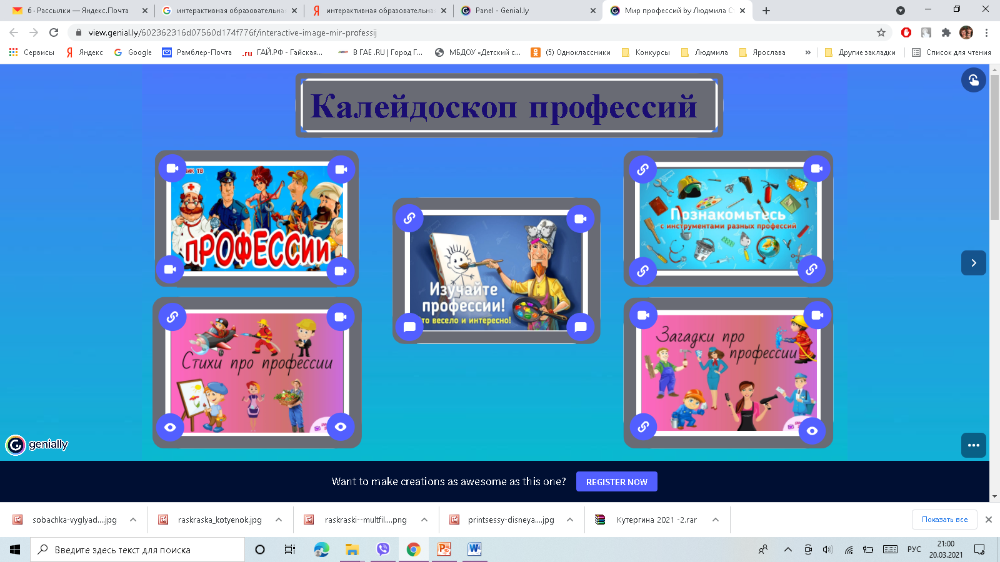 6 · Рассылки — Яндекс.Почта
интерактивная образовательна
интерактивная образовательна
Panel - Genial.ly
Мир профессий by Людмила С
view.genial.ly/602362316d07560d174f776f/interactive-image-mir-professij
Сервисы
Яндекс
Google
Рамблер-Почта
ГАЙ.РФ - Гайская...
В ГАЕ .RU | Город Г...
МБДОУ «Детский с...
(5) Одноклассники
Конкурсы
Людмила
Ярослава
»
Другие закладки
Список для чтения
Калейдоскоп профессий
ПРОФЕССИИ
Изучайте
профессии!
то весело и интересно!
Познакомьтесь
с инструментами разных профессий
Стихи про профессии
Загадки про
профессии
genially
Want to make creations as awesome as this one?
REGISTER NOW
sobachka-vyglyad....jpg
raskraska_kotyenok.jpg
raskraski--multfil....png
printsessy-disneya....jpg
Кутергина 2021 -2.rar
Показать все
Введите здесь текст для поиска
РУС
21:00
20.03.2021